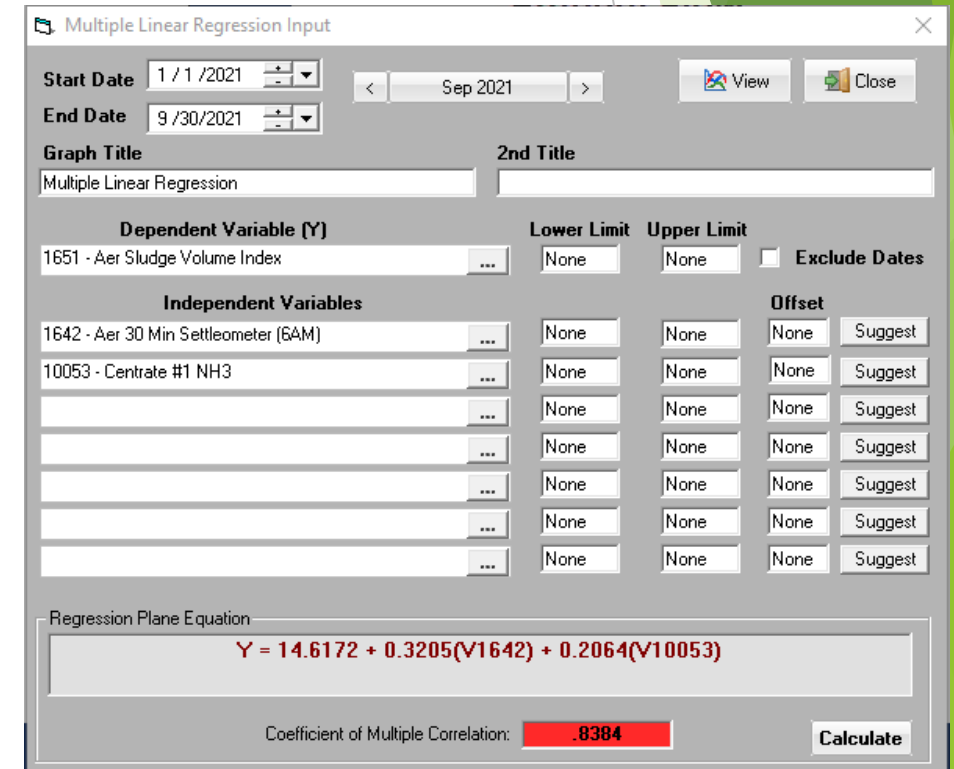 Multiple Linear Regression Input
Start Date 1 / 1 /2021 < Sep 2021 > View Close
End Date 9 /30/2021
Graph Title 2nd Title
Multiple Linear Regression
Dependent Variable (Y) Lower Limit Upper Limit
1651 - Aer Sludge Volume Index ... None None Exclude Dates
Independent Variables Offset
1642 - Aer 30 Min Settleometer (6AM) ... None None None Suggest
10053 - Centrate #1 NH3 ... None None None Suggest
... None None None Suggest
... None None None Suggest
... None None None Suggest
... None None None Suggest
... None None None Suggest
Regression Plane Equation
Y = 14.6172 + 0.3205(V1642) + 0.2064(V10053)
Coefficient of Multiple Correlation: .8384 Calculate